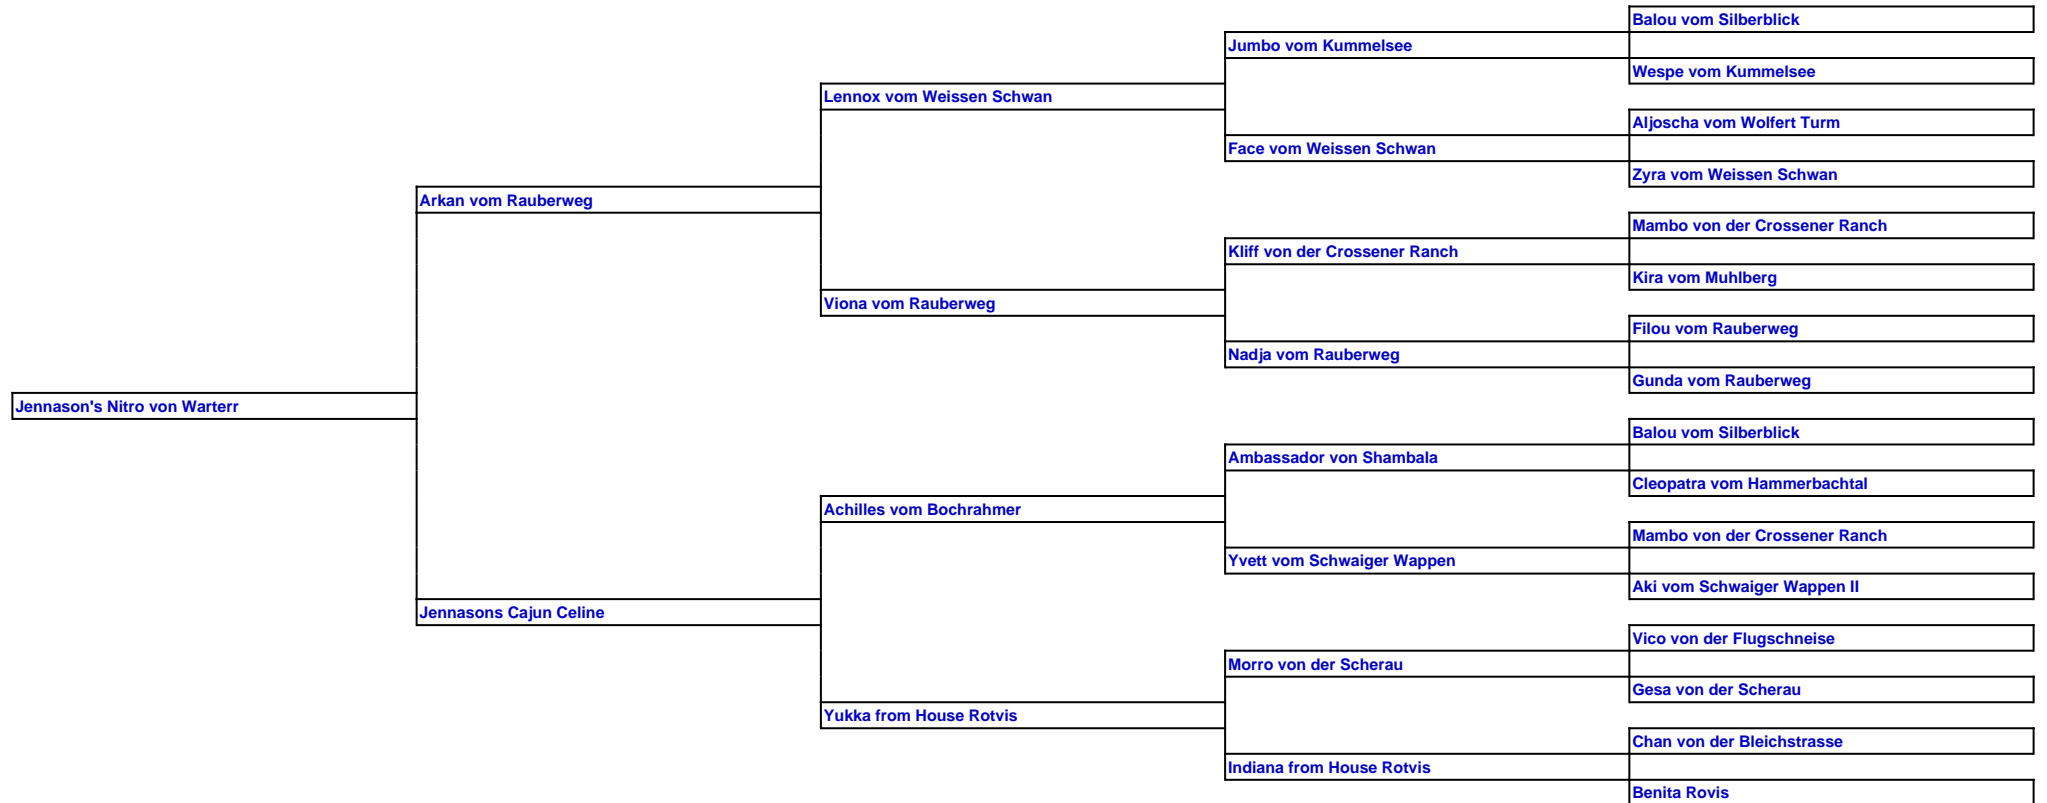 Balou vom Silberblick
Jumbo vom Kummelsee
Wespe vom Kummelsee
Lennox vom Weissen Schwan
Aljoscha vom Wolfert Turm
Face vom Weissen Schwan
Zyra vom Weissen Schwan
Arkan vom Rauberweg
Mambo von der Crossener Ranch
Kliff von der Crossener Ranch
Kira vom Muhlberg
Viona vom Rauberweg
Filou vom Rauberweg
Nadja vom Rauberweg
Gunda vom Rauberweg
Jennason's Nitro von Warterr
Balou vom Silberblick
Ambassador von Shambala
Cleopatra vom Hammerbachtal
Achilles vom Bochrahmer
Mambo von der Crossener Ranch
Yvett vom Schwaiger Wappen
Aki vom Schwaiger Wappen II
Jennasons Cajun Celine
Vico von der Flugschneise
Morro von der Scherau
Gesa von der Scherau
Yukka from House Rotvis
Chan von der Bleichstrasse
Indiana from House Rotvis
Benita Rovis